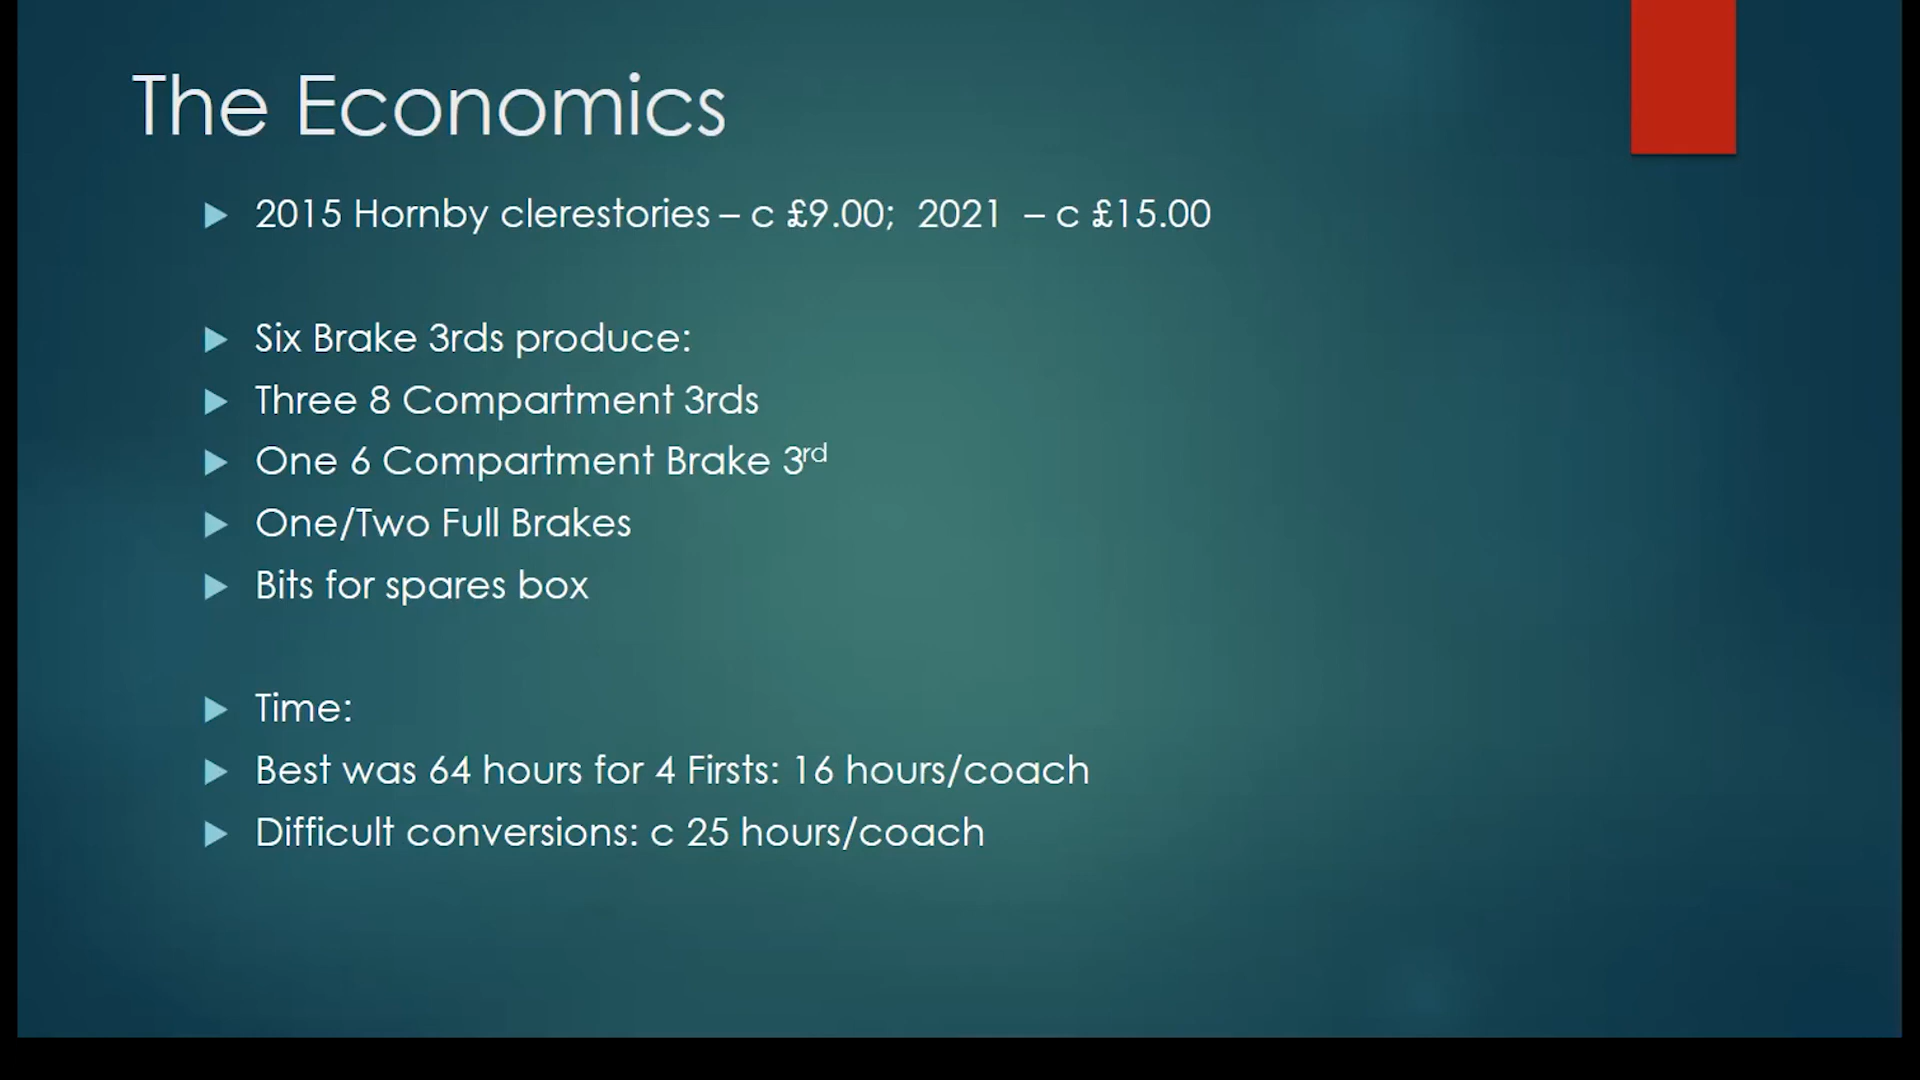 The Economics
2015 Hornby clerestories – c £9.00;  2021  – c £15.00
Six Brake 3rds produce:
Three 8 Compartment 3rds
One 6 Compartment Brake 3rd
One/Two Full Brakes
Bits for spares box
Time:
Best was 64 hours for 4 Firsts: 16 hours/coach
Difficult conversions: c 25 hours/coach